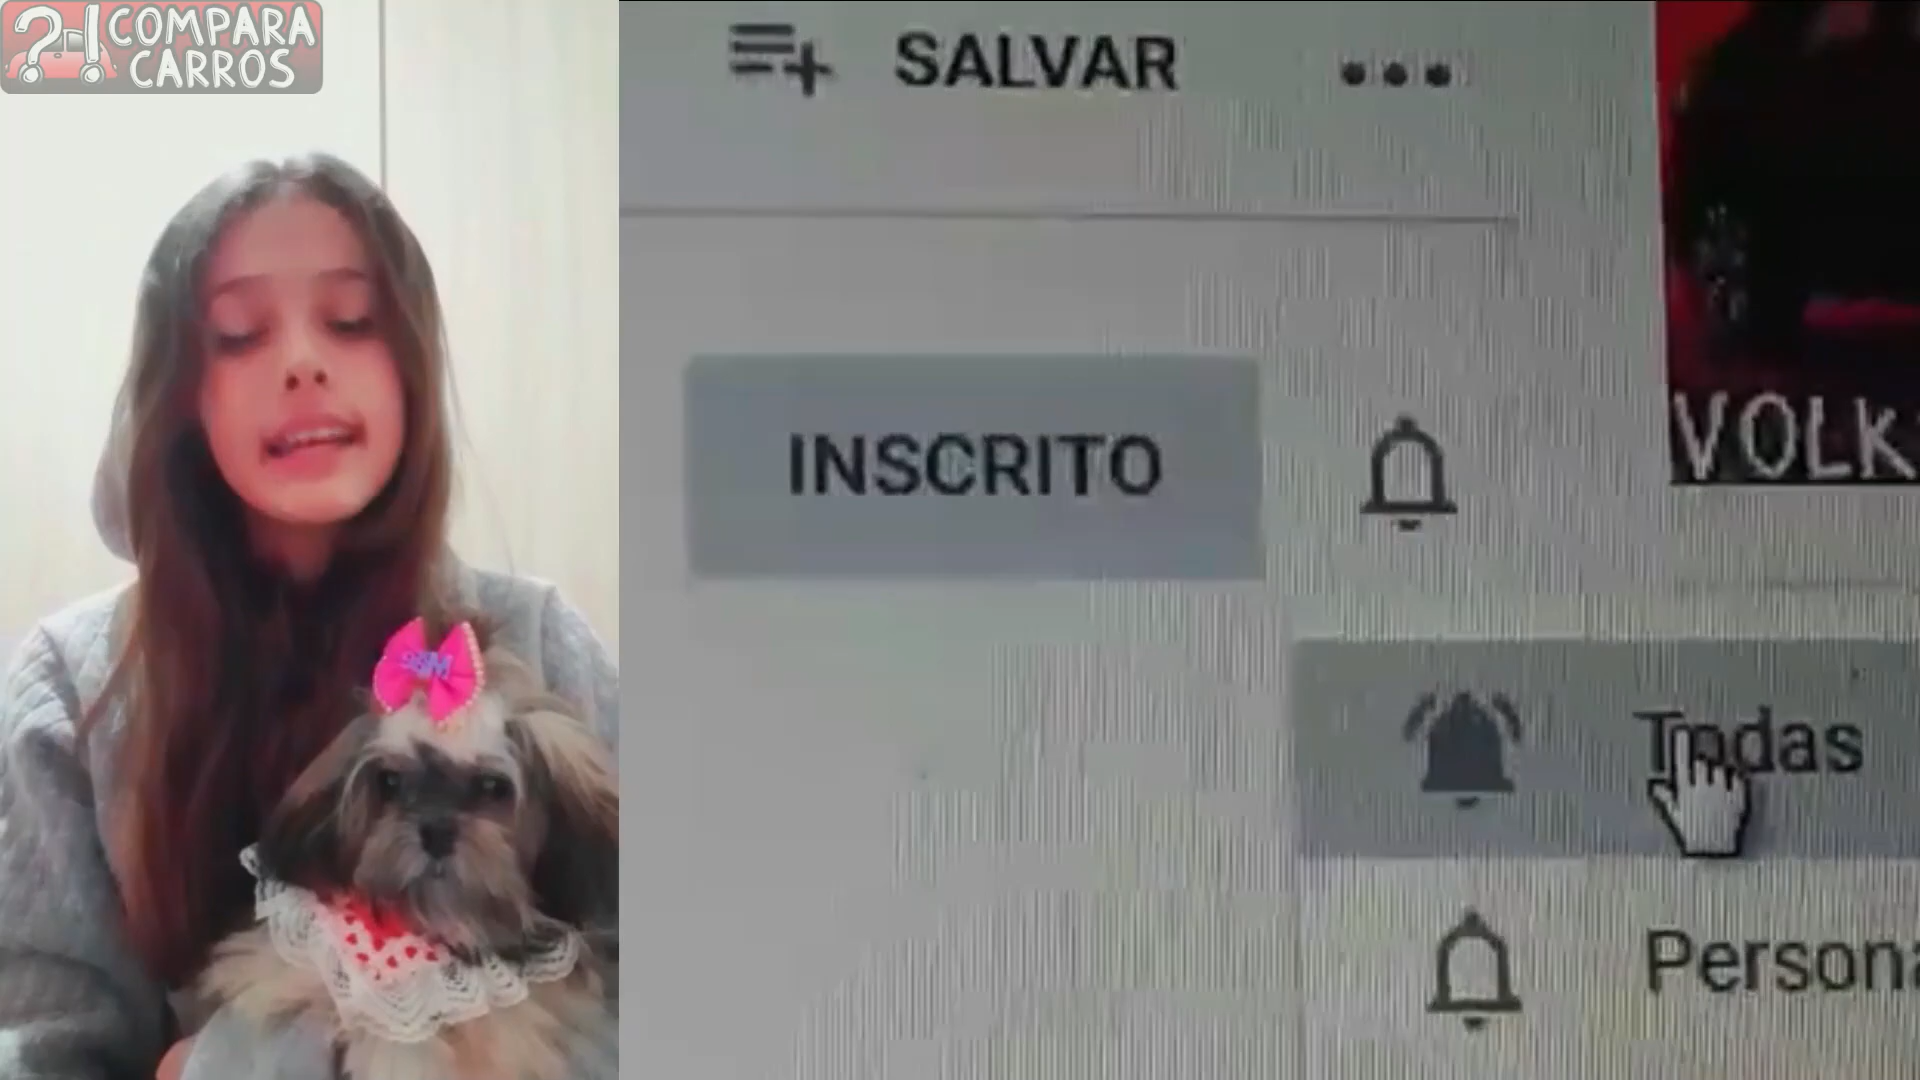 ?! COMPARA
CARROS
SALVAR
INSCRITO
VOLK
Todas
Persona